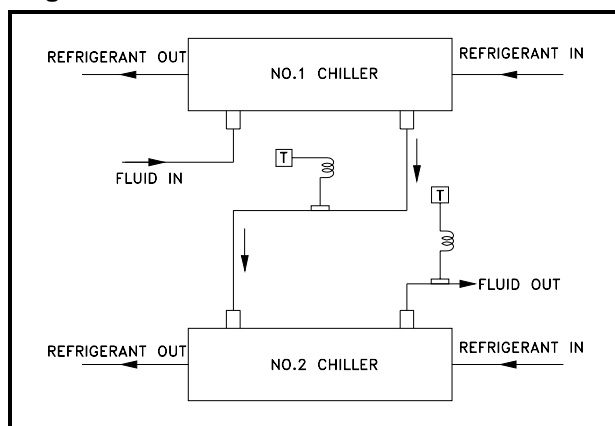 REFRIGERANT OUT
NO.1 CHILLER
REFRIGERANT IN
FLUID IN
T
T
FLUID OUT
REFRIGERANT OUT
NO.2 CHILLER
REFRIGERANT IN